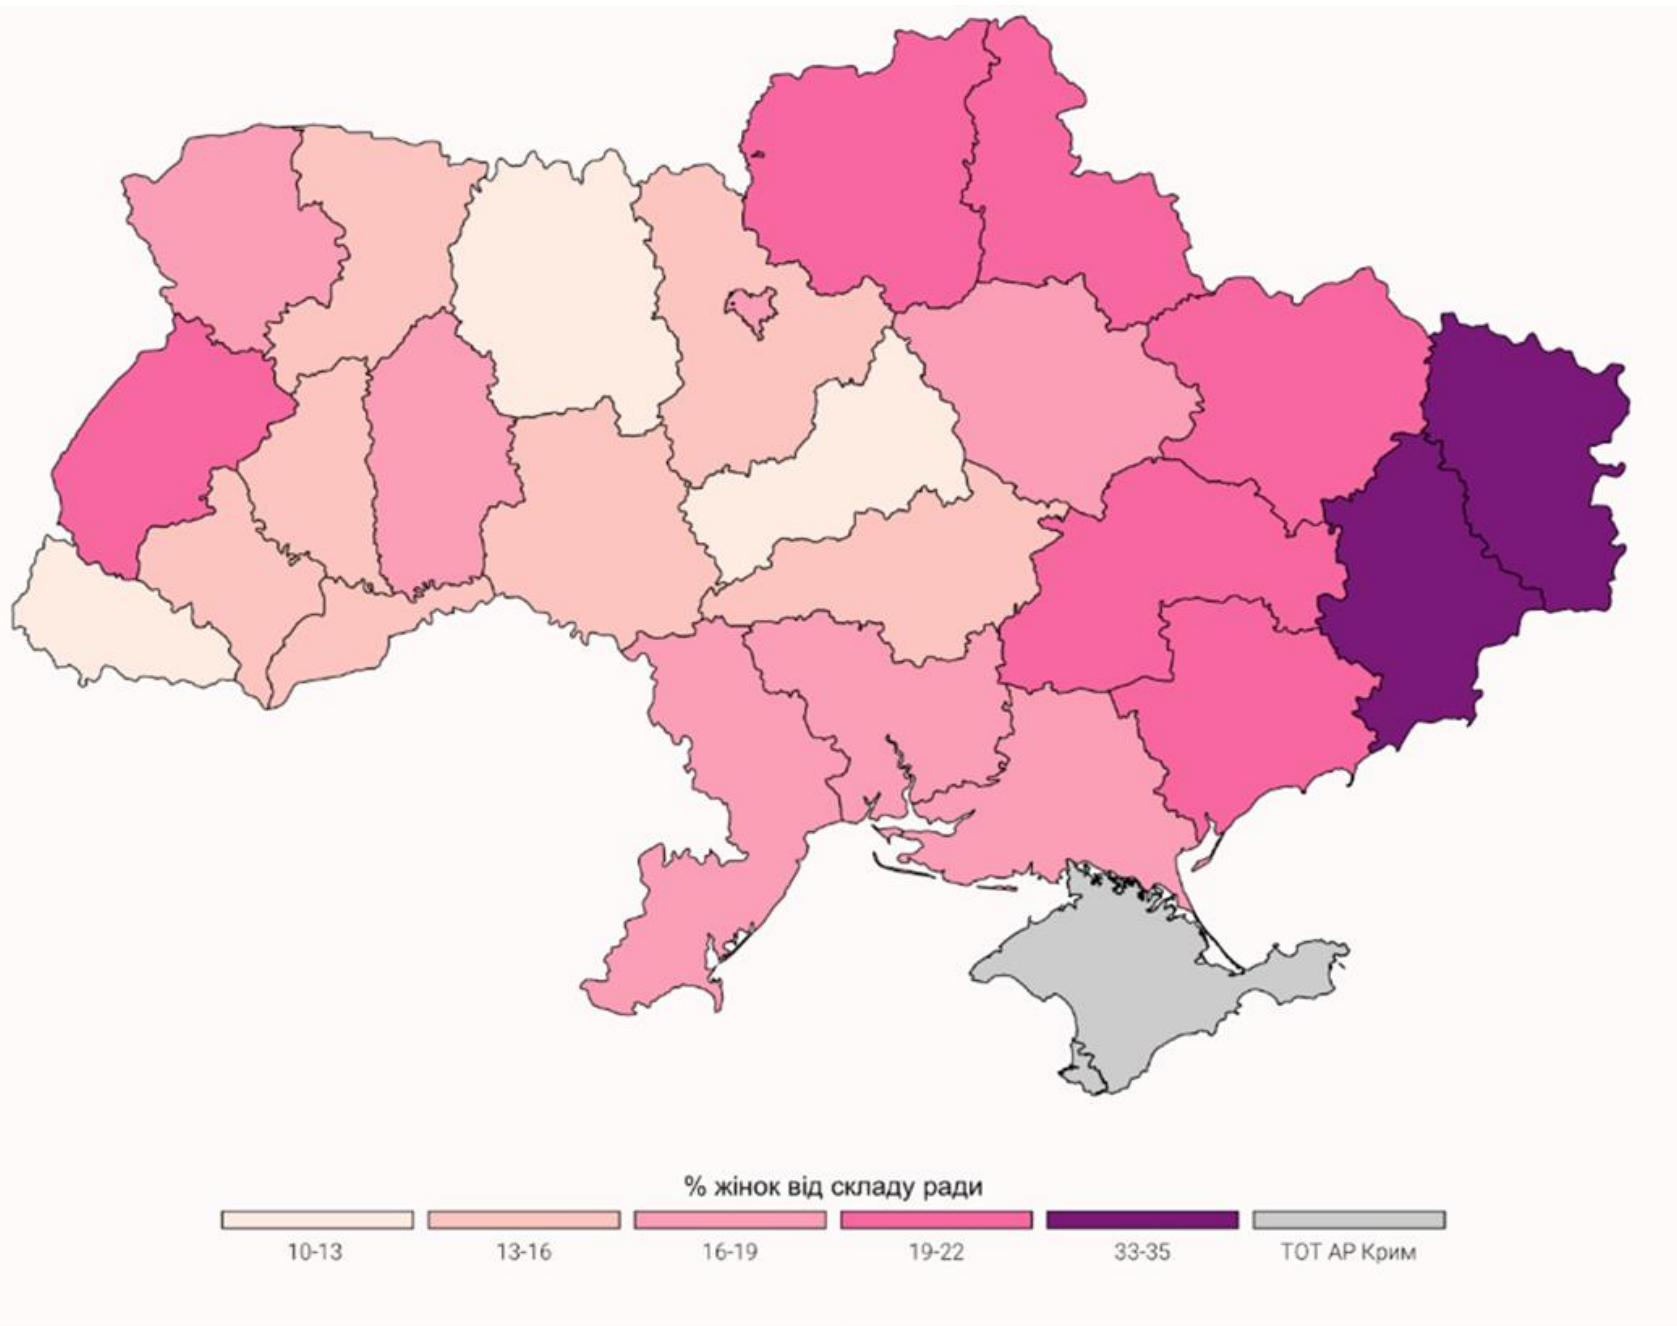 % жінок від складу ради
10-13 13-16 16-19 19-22 33-35 ТОТ АР Крим